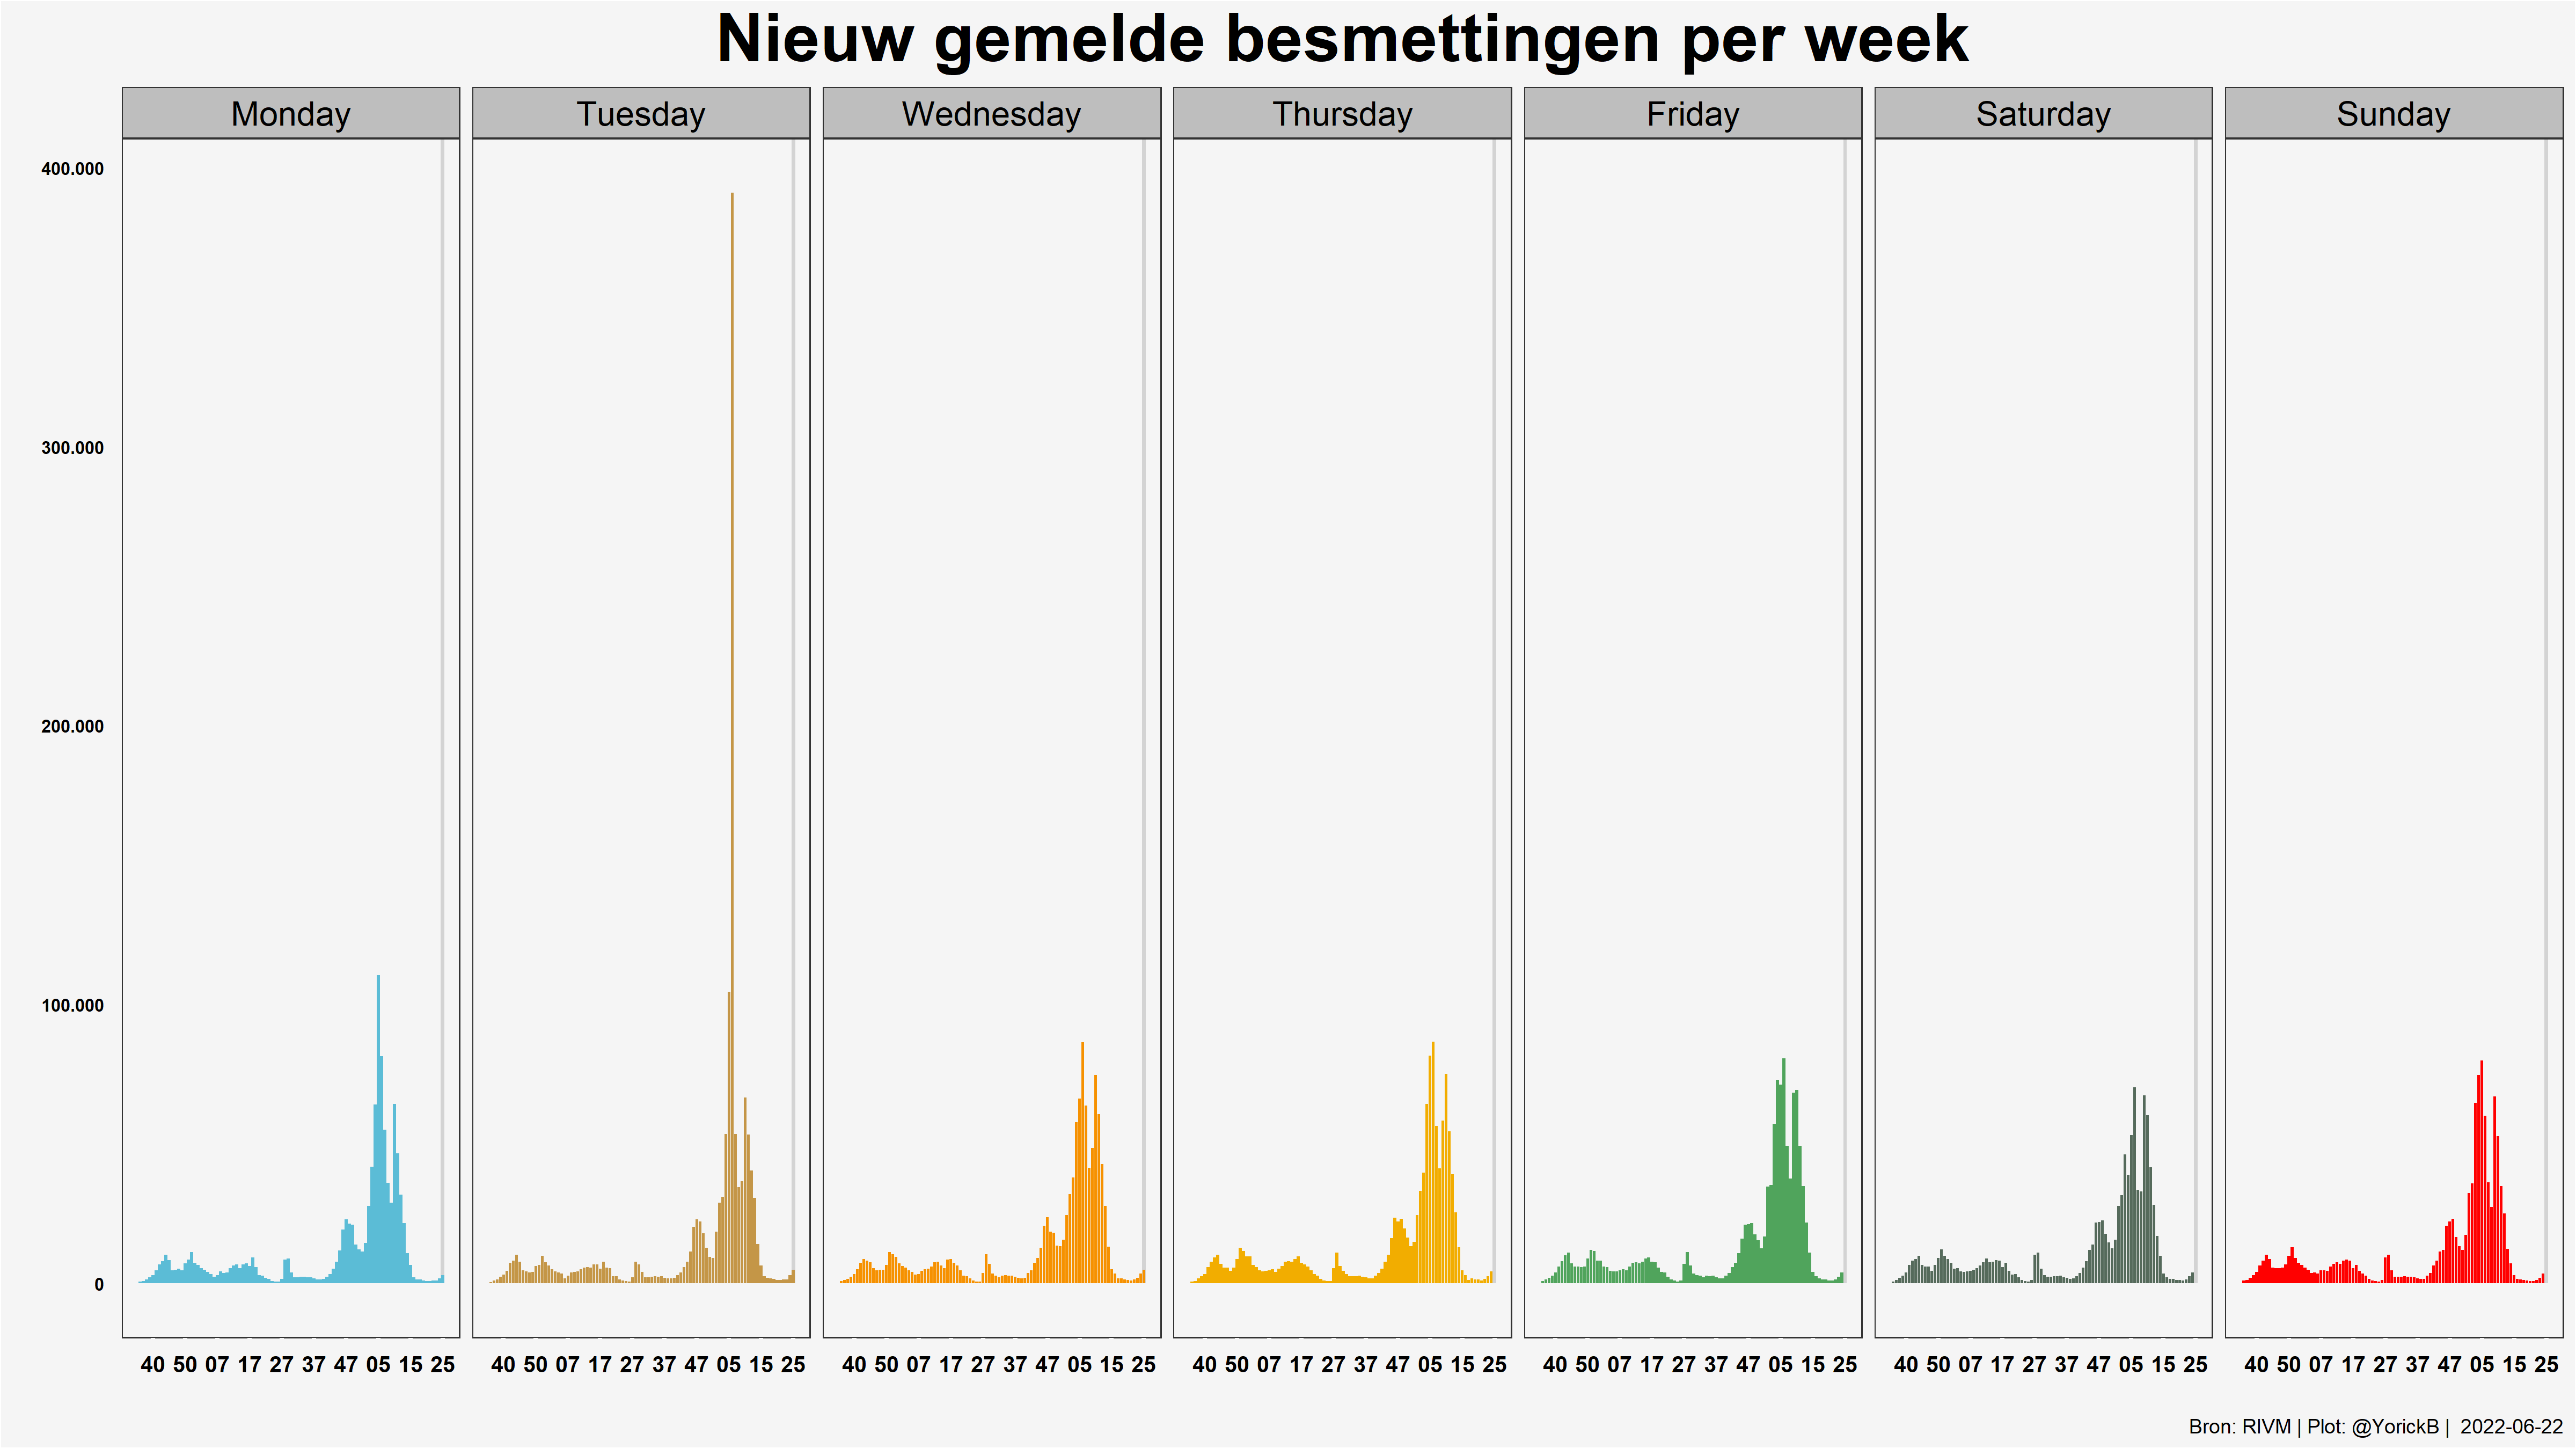 Nieuw gemelde besmettingen per week
Monday Tuesday Wednesday Thursday Friday Saturday Sunday
400.000
300.000
200.000
100.000
0
40 50 07 17 27 37 47 05 15 25 40 50 07 17 27 37 47 05 15 25 40 50 07 17 27 37 47 05 15 25 40 50 07 17 27 37 47 05 15 25 40 50 07 17 27 37 47 05 15 25 40 50 07 17 27 37 47 05 15 25 40 50 07 17 27 37 47 05 15 25
Bron: RIVM | Plot: @YorickB | 2022-06-22